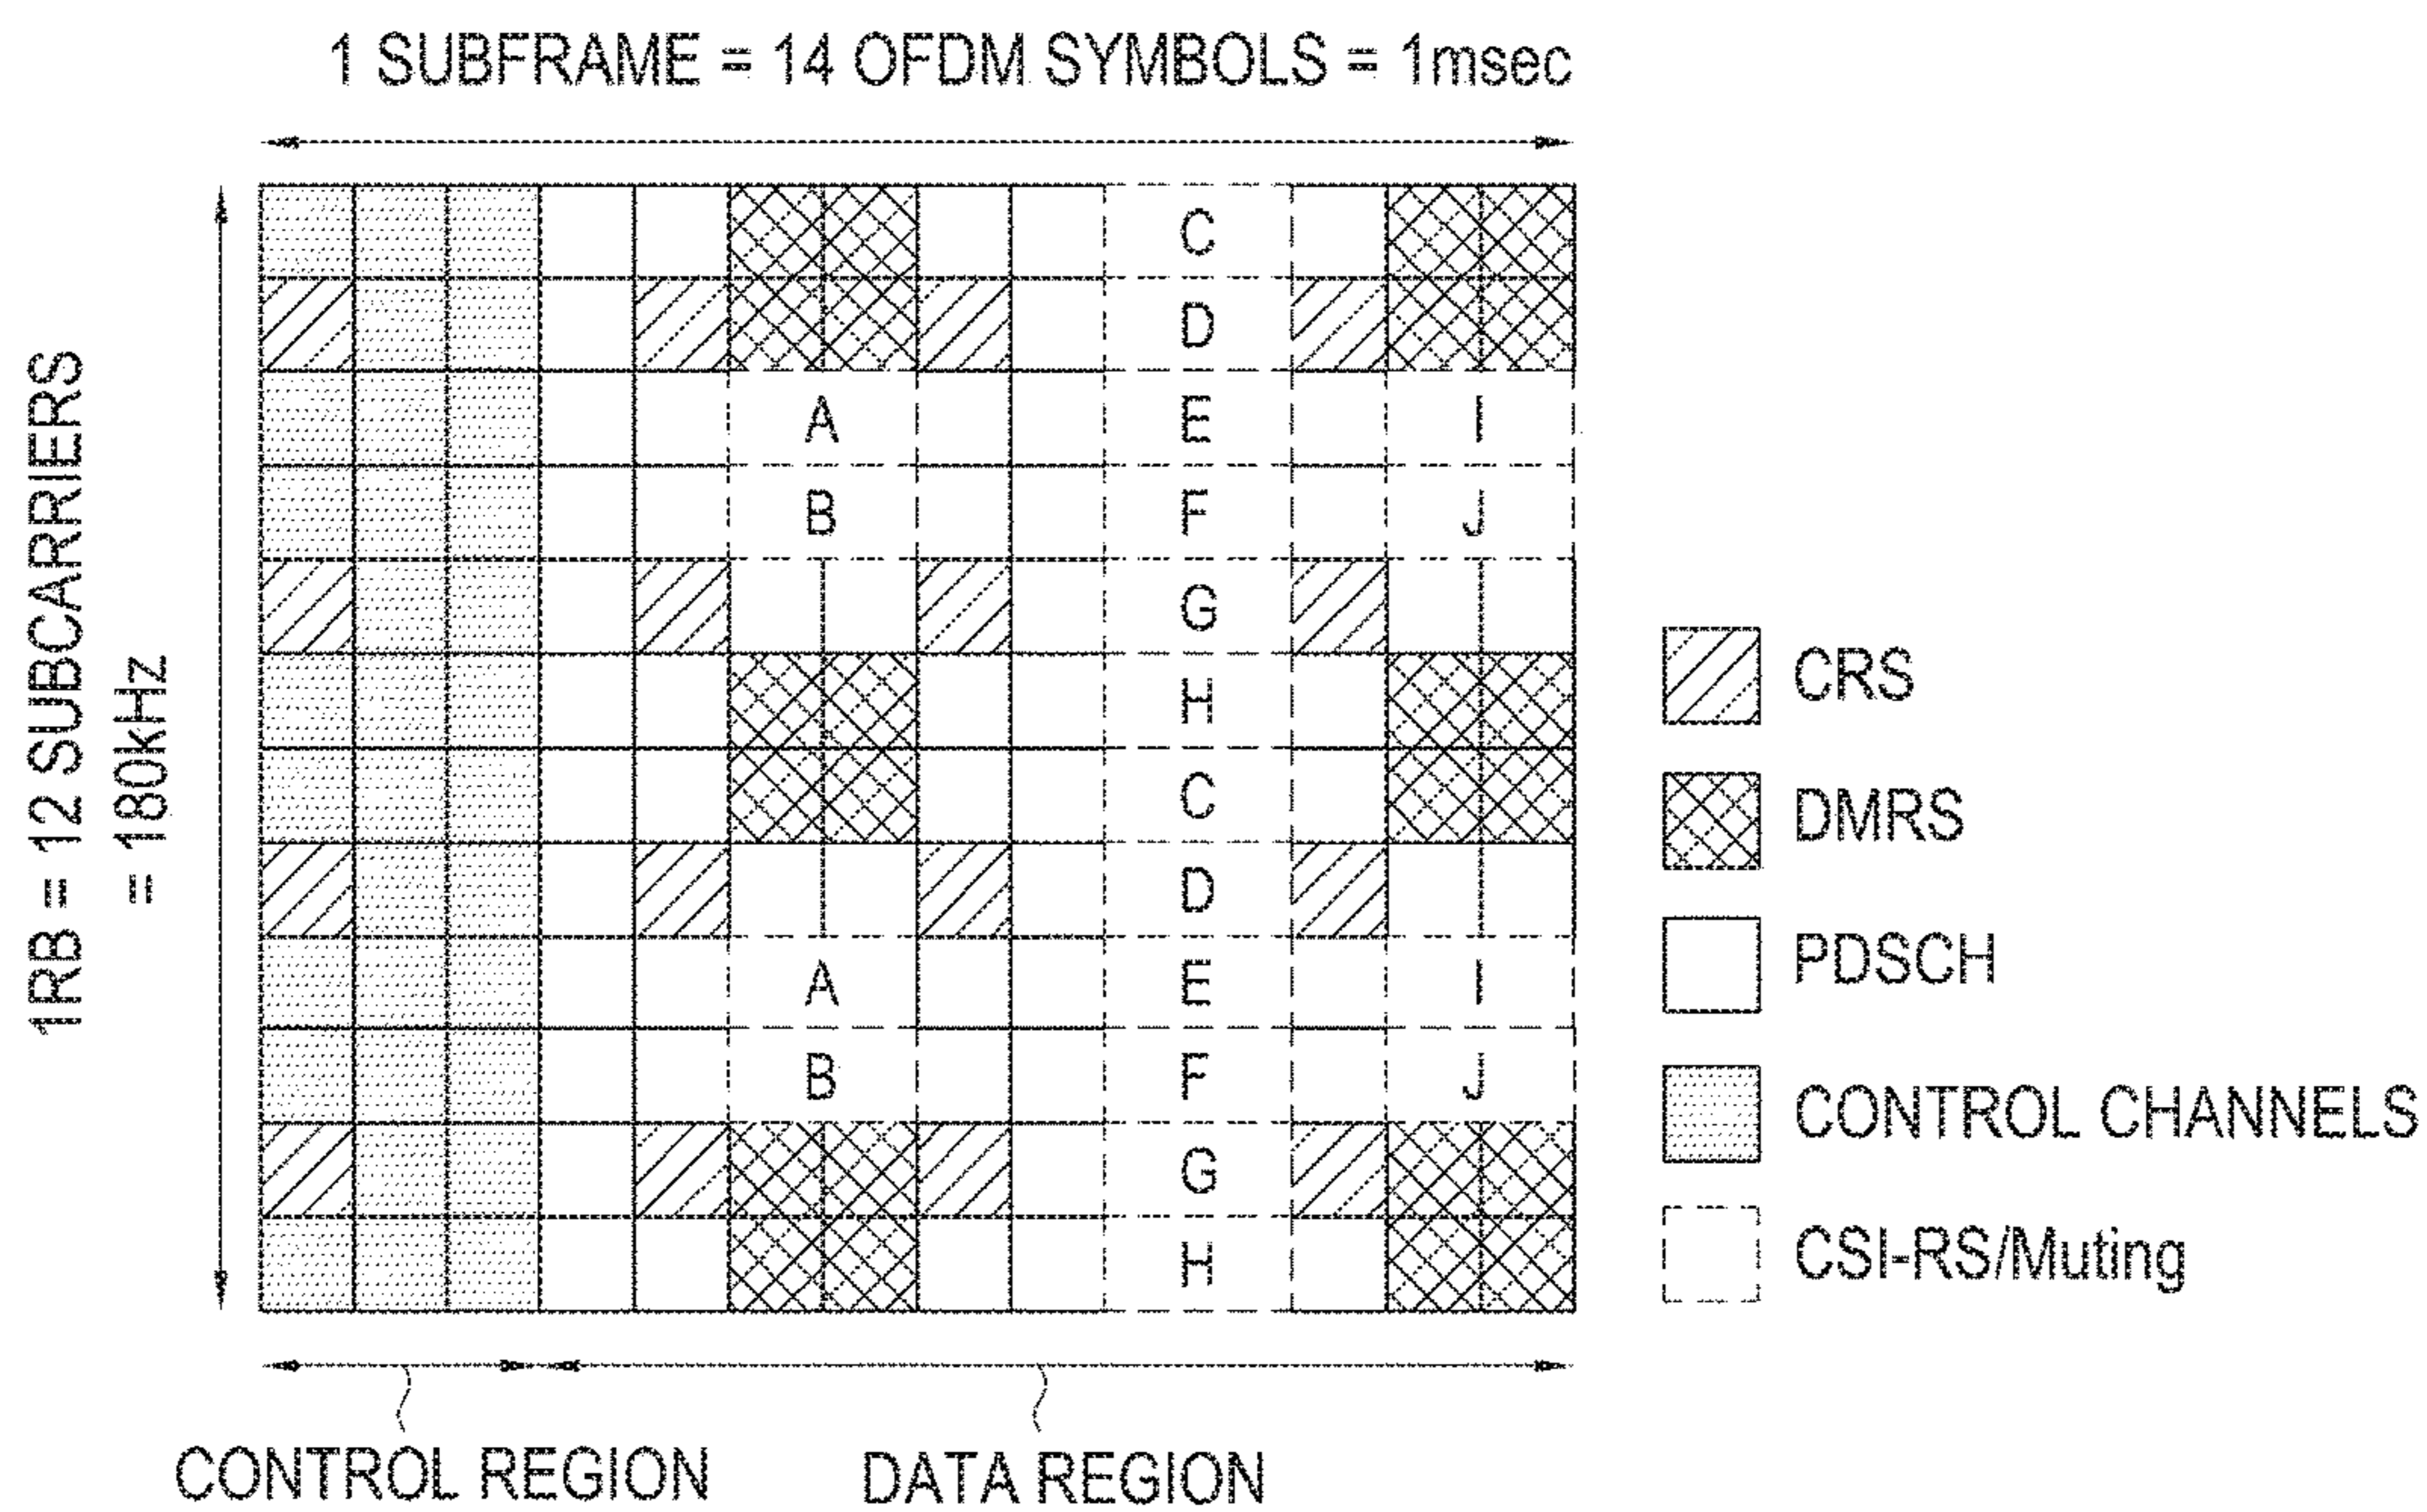 1 SUBFRAME = 14 OFDM SYMBOLS = 1msec
1RB = 12 SUBCARRIERS
= 180kHz
C
D
A E I
B F J
G
H
C
D
A E I
B F J
G
H
CRS
DMRS
PDSCH
CONTROL CHANNELS
CSI-RS/Muting
CONTROL REGION DATA REGION